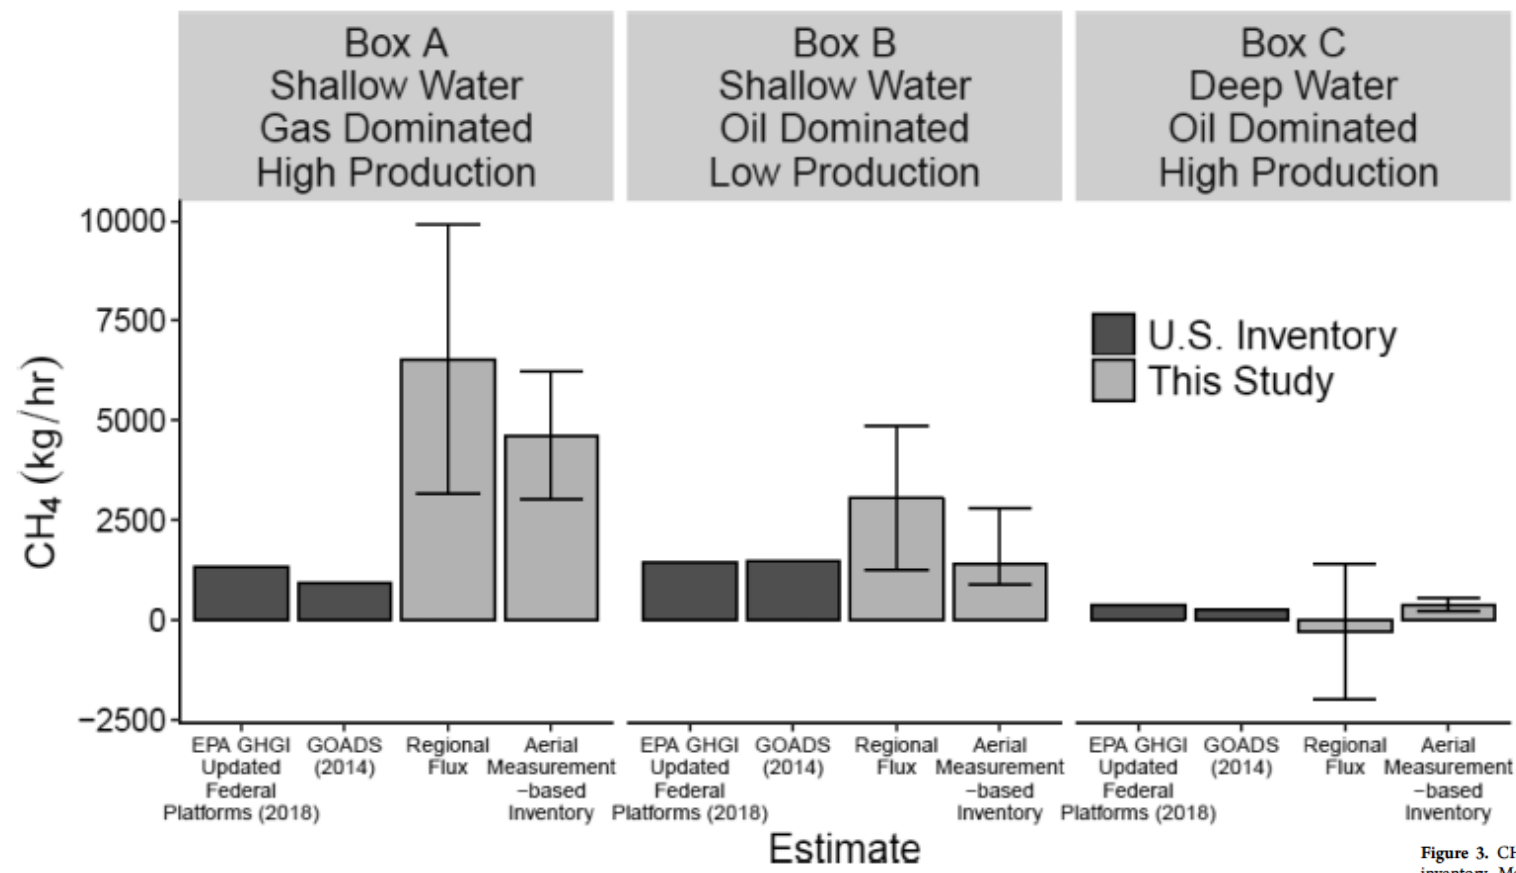 Box A
Shallow Water
Gas Dominated
High Production
Box B
Shallow Water
Oil Dominated
Low Production
Box C
Deep Water
Oil Dominated
High Production
CH₄ (kg/hr)
10000
7500
5000
2500
0
−2500
U.S. Inventory
This Study
EPA GHGI
Updated
Federal
Platforms (2018)
GOADS
(2014)
Regional
Flux
Aerial
Measurement
−based
Inventory
EPA GHGI
Updated
Federal
Platforms (2018)
GOADS
(2014)
Regional
Flux
Aerial
Measurement
−based
Inventory
EPA GHGI
Updated
Federal
Platforms (2018)
GOADS
(2014)
Regional
Flux
Aerial
Measurement
−based
Inventory
Estimate
Figure 3.